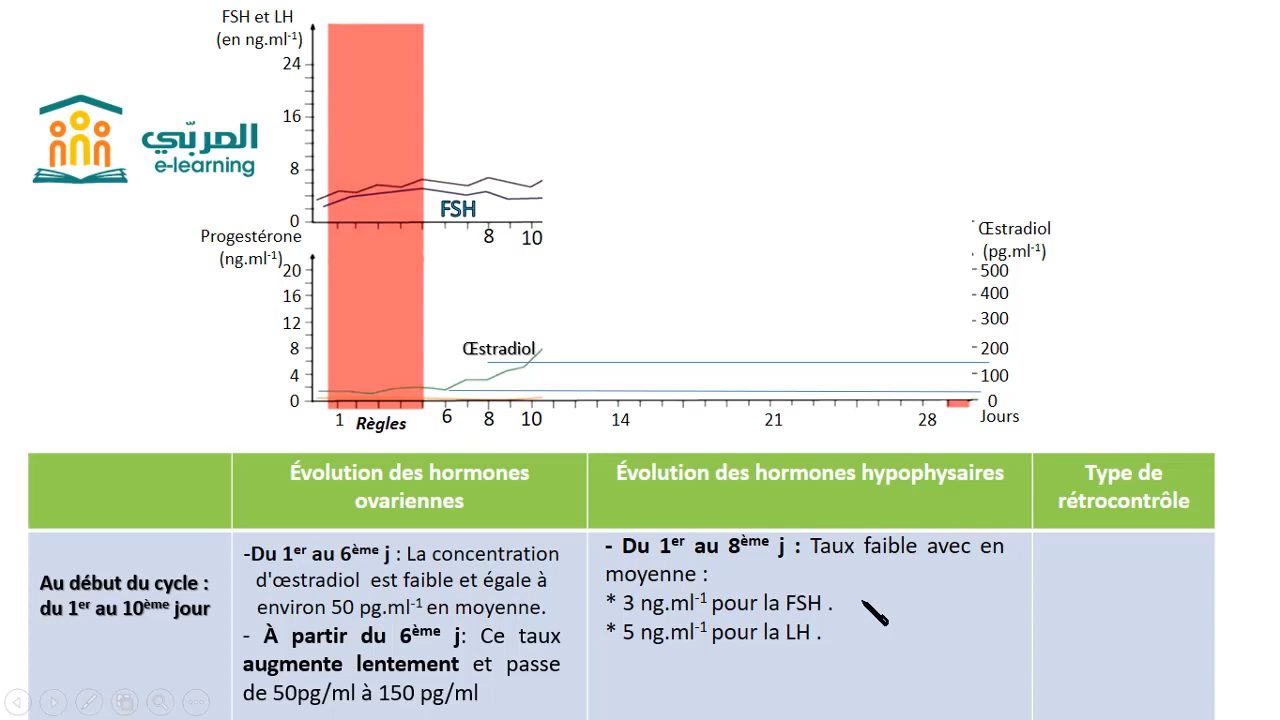 FSH et LH
(en ng.ml-1)
24
16
8
0
FSH
8 10
العربّي
e-learning
Progestérone
(ng.ml-1)
20
16
12
8
4
0
Œstradiol
Œstradiol
(pg.ml-1)
500
400
300
200
100
0
1 Règles 6 8 10 14 21 28 Jours
Évolution des hormones
ovariennes
Évolution des hormones hypophysaires
Type de
rétrocontrôle
Au début du cycle :
du 1er au 10ème jour
-Du 1er au 6ème j : La concentration
d'œstradiol est faible et égale à
environ 50 pg.ml-1 en moyenne.
- À partir du 6ème j: Ce taux
augmente lentement et passe
de 50pg/ml à 150 pg/ml
- Du 1er au 8ème j : Taux faible avec en
moyenne :
* 3 ng.ml-1 pour la FSH .
* 5 ng.ml-1 pour la LH .